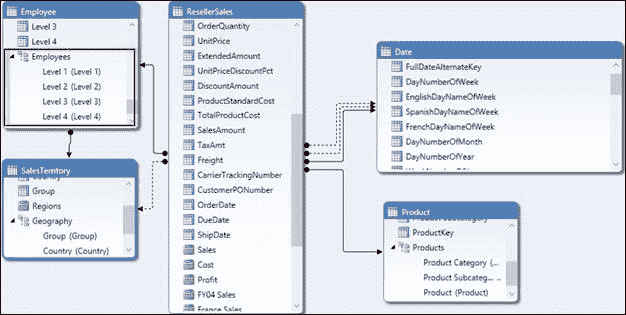 Employee
Level 3
Level 4
Employees
Level 1 (Level 1)
Level 2 (Level 2)
Level 3 (Level 3)
Level 4 (Level 4)
SalesTerritory
Group
Regions
Geography
Group (Group)
Country (Country)
ResellerSales
OrderQuantity
UnitPrice
ExtendedAmount
UnitPriceDiscountPct
DiscountAmount
ProductStandardCost
TotalProductCost
SalesAmount
TaxAmt
Freight
CarrierTrackingNumber
CustomerPONumber
OrderDate
DueDate
ShipDate
Sales
Cost
Profit
FY04 Sales
France Sales
Date
FullDateAlternateKey
DayNumberOfWeek
EnglishDayNameOfWeek
SpanishDayNameOfWeek
FrenchDayNameOfWeek
DayNumberOfMonth
DayNumberOfYear
Product
ProductKey
Products
Product Category (...
Product Subcateg... ...
Product (Product)